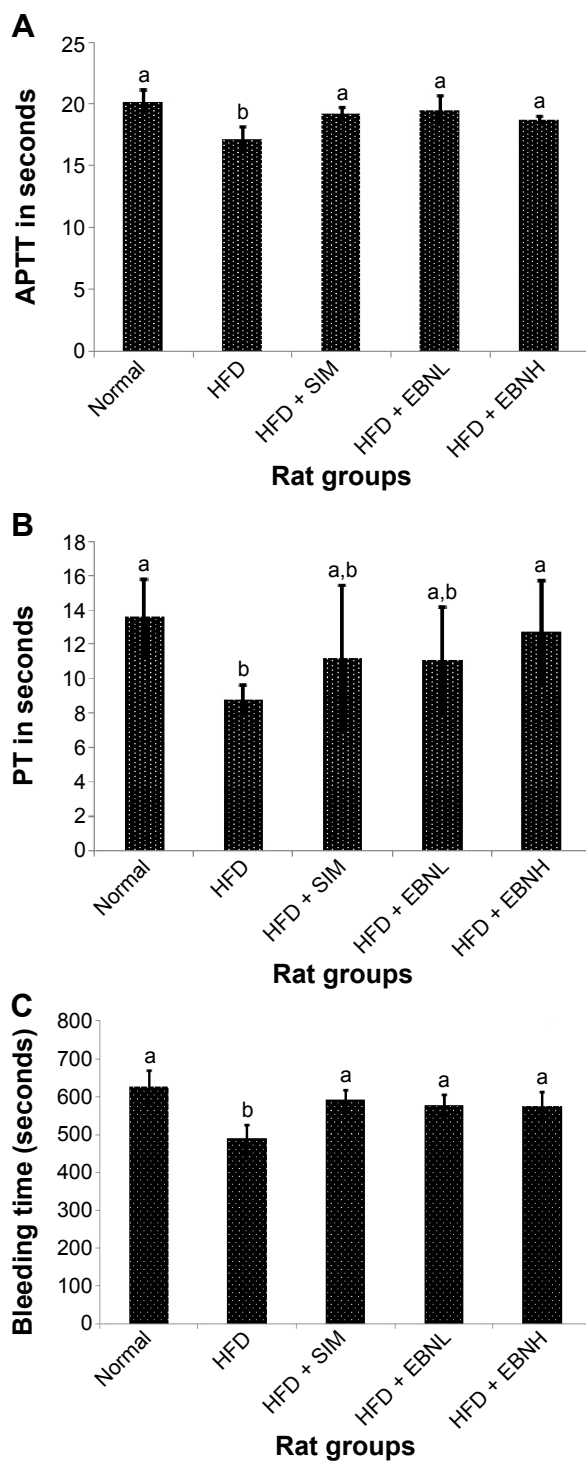 A
APTT in seconds
25
20
15
10
5
0
a
b
a
a
a
Normal
HFD
HFD + SIM
HFD + EBNL
HFD + EBNH
Rat groups
B
PT in seconds
18
16
14
12
10
8
6
4
2
0
a
b
a,b
a,b
a
Normal
HFD
HFD + SIM
HFD + EBNL
HFD + EBNH
Rat groups
C
Bleeding time (seconds)
800
700
600
500
400
300
200
100
0
a
b
a
a
a
Normal
HFD
HFD + SIM
HFD + EBNL
HFD + EBNH
Rat groups